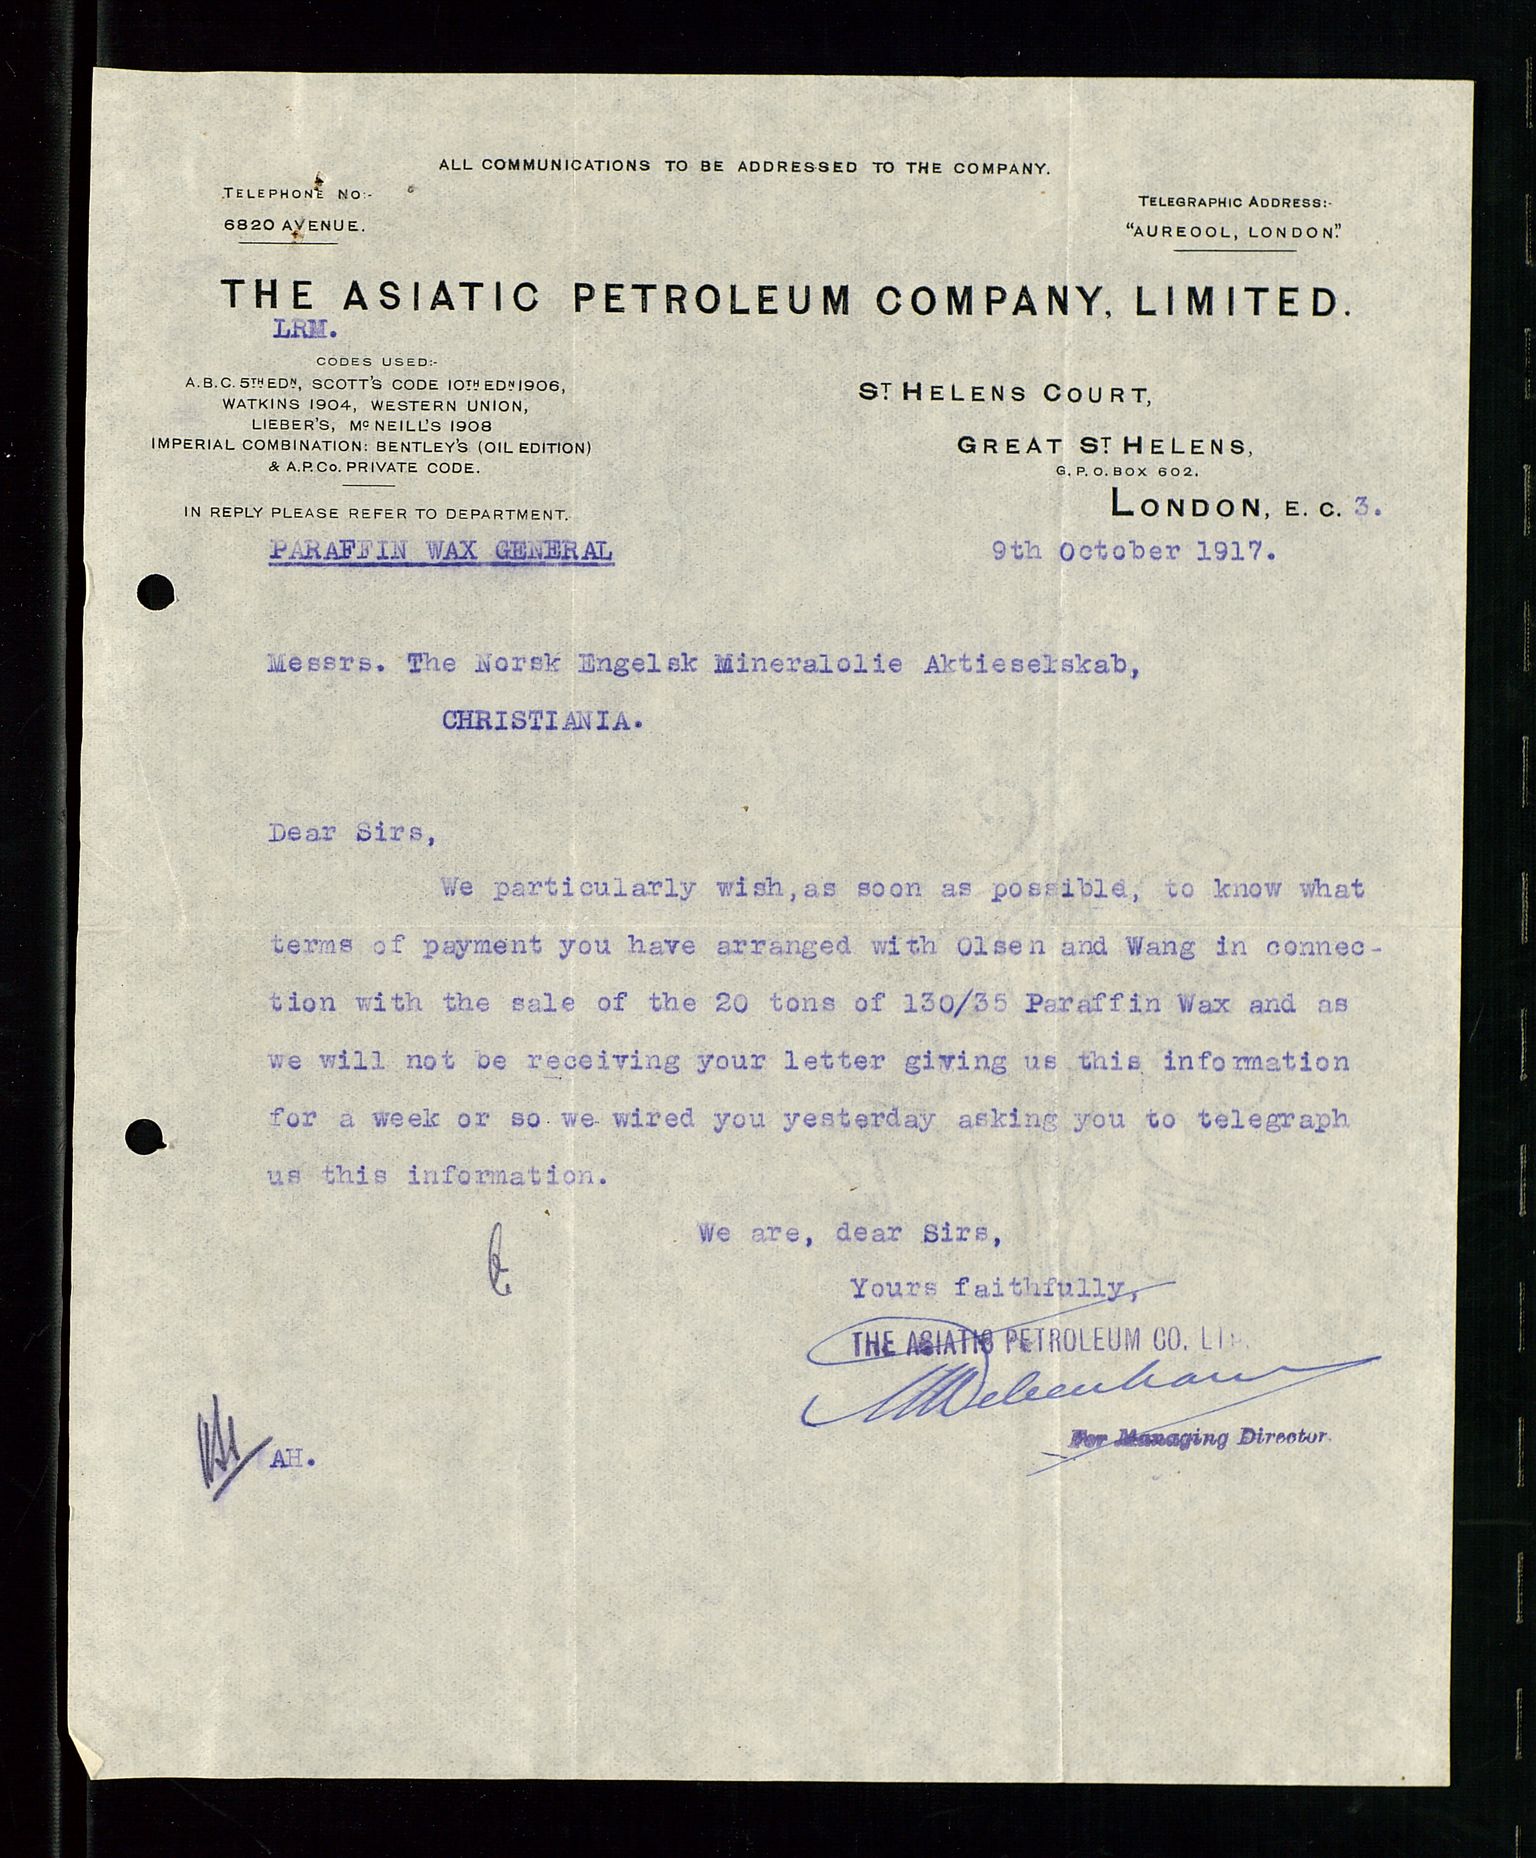 ALL COMMUNICATIONS TO BE ADDRESSED TO THE COMPANY.
TELEPHONE NO:-
6820 AVENUE.
TELEGRAPHIC ADDRESS:-
"AUREOOL, LONDON."
THE ASIATIC PETROLEUM COMPANY, LIMITED.
LRM.
CODES USED:-
A.B.C. 5TH EDN, SCOTT'S CODE 10TH EDN 1906,
WATKINS 1904, WESTERN UNION,
LIEBER'S, McNEILL'S 1908
IMPERIAL COMBINATION: BENTLEY'S (OIL EDITION)
& A.P.Co. PRIVATE CODE.
IN REPLY PLEASE REFER TO DEPARTMENT.
PARAFFIN WAX GENERAL
ST HELENS COURT,
GREAT ST HELENS,
G.P.O. BOX 602.
LONDON, E. C. 3.
9th October 1917.
Messrs. The Norsk Engelsk Mineralolie Aktieselskab,
CHRISTIANIA.
Dear Sirs,
We particularly wish, as soon as possible, to know what
terms of payment you have arranged with Olsen and Wang in connec-
tion with the sale of the 20 tons of 130/35 Paraffin Wax and as
we will not be receiving your letter giving us this information
for a week or so we wired you yesterday asking you to telegraph
us this information.
We are, dear Sirs,
Yours faithfully,
THE ASIATIC PETROLEUM CO. LTD.
Debenham
For Managing Director.
AH.